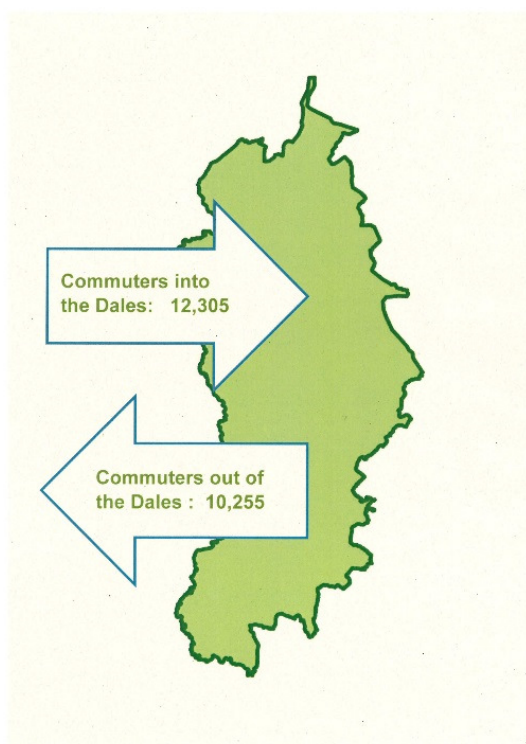 Commuters into
the Dales: 12,305
Commuters out of
the Dales : 10,255